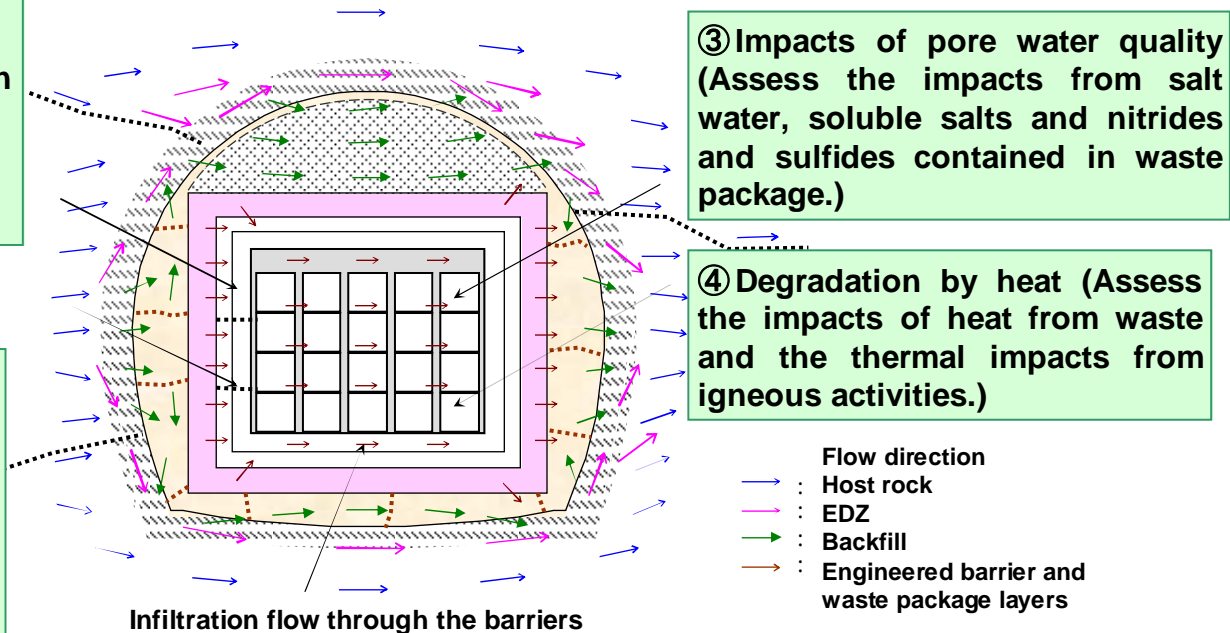 n
③Impacts of pore water quality
(Assess the impacts from salt
water, soluble salts and nitrides
and sulfides contained in waste
package.)
④Degradation by heat (Assess
the impacts of heat from waste
and the thermal impacts from
igneous activities.)
Flow direction
: Host rock
: EDZ
: Backfill
: Engineered barrier and
waste package layers
Infiltration flow through the barriers